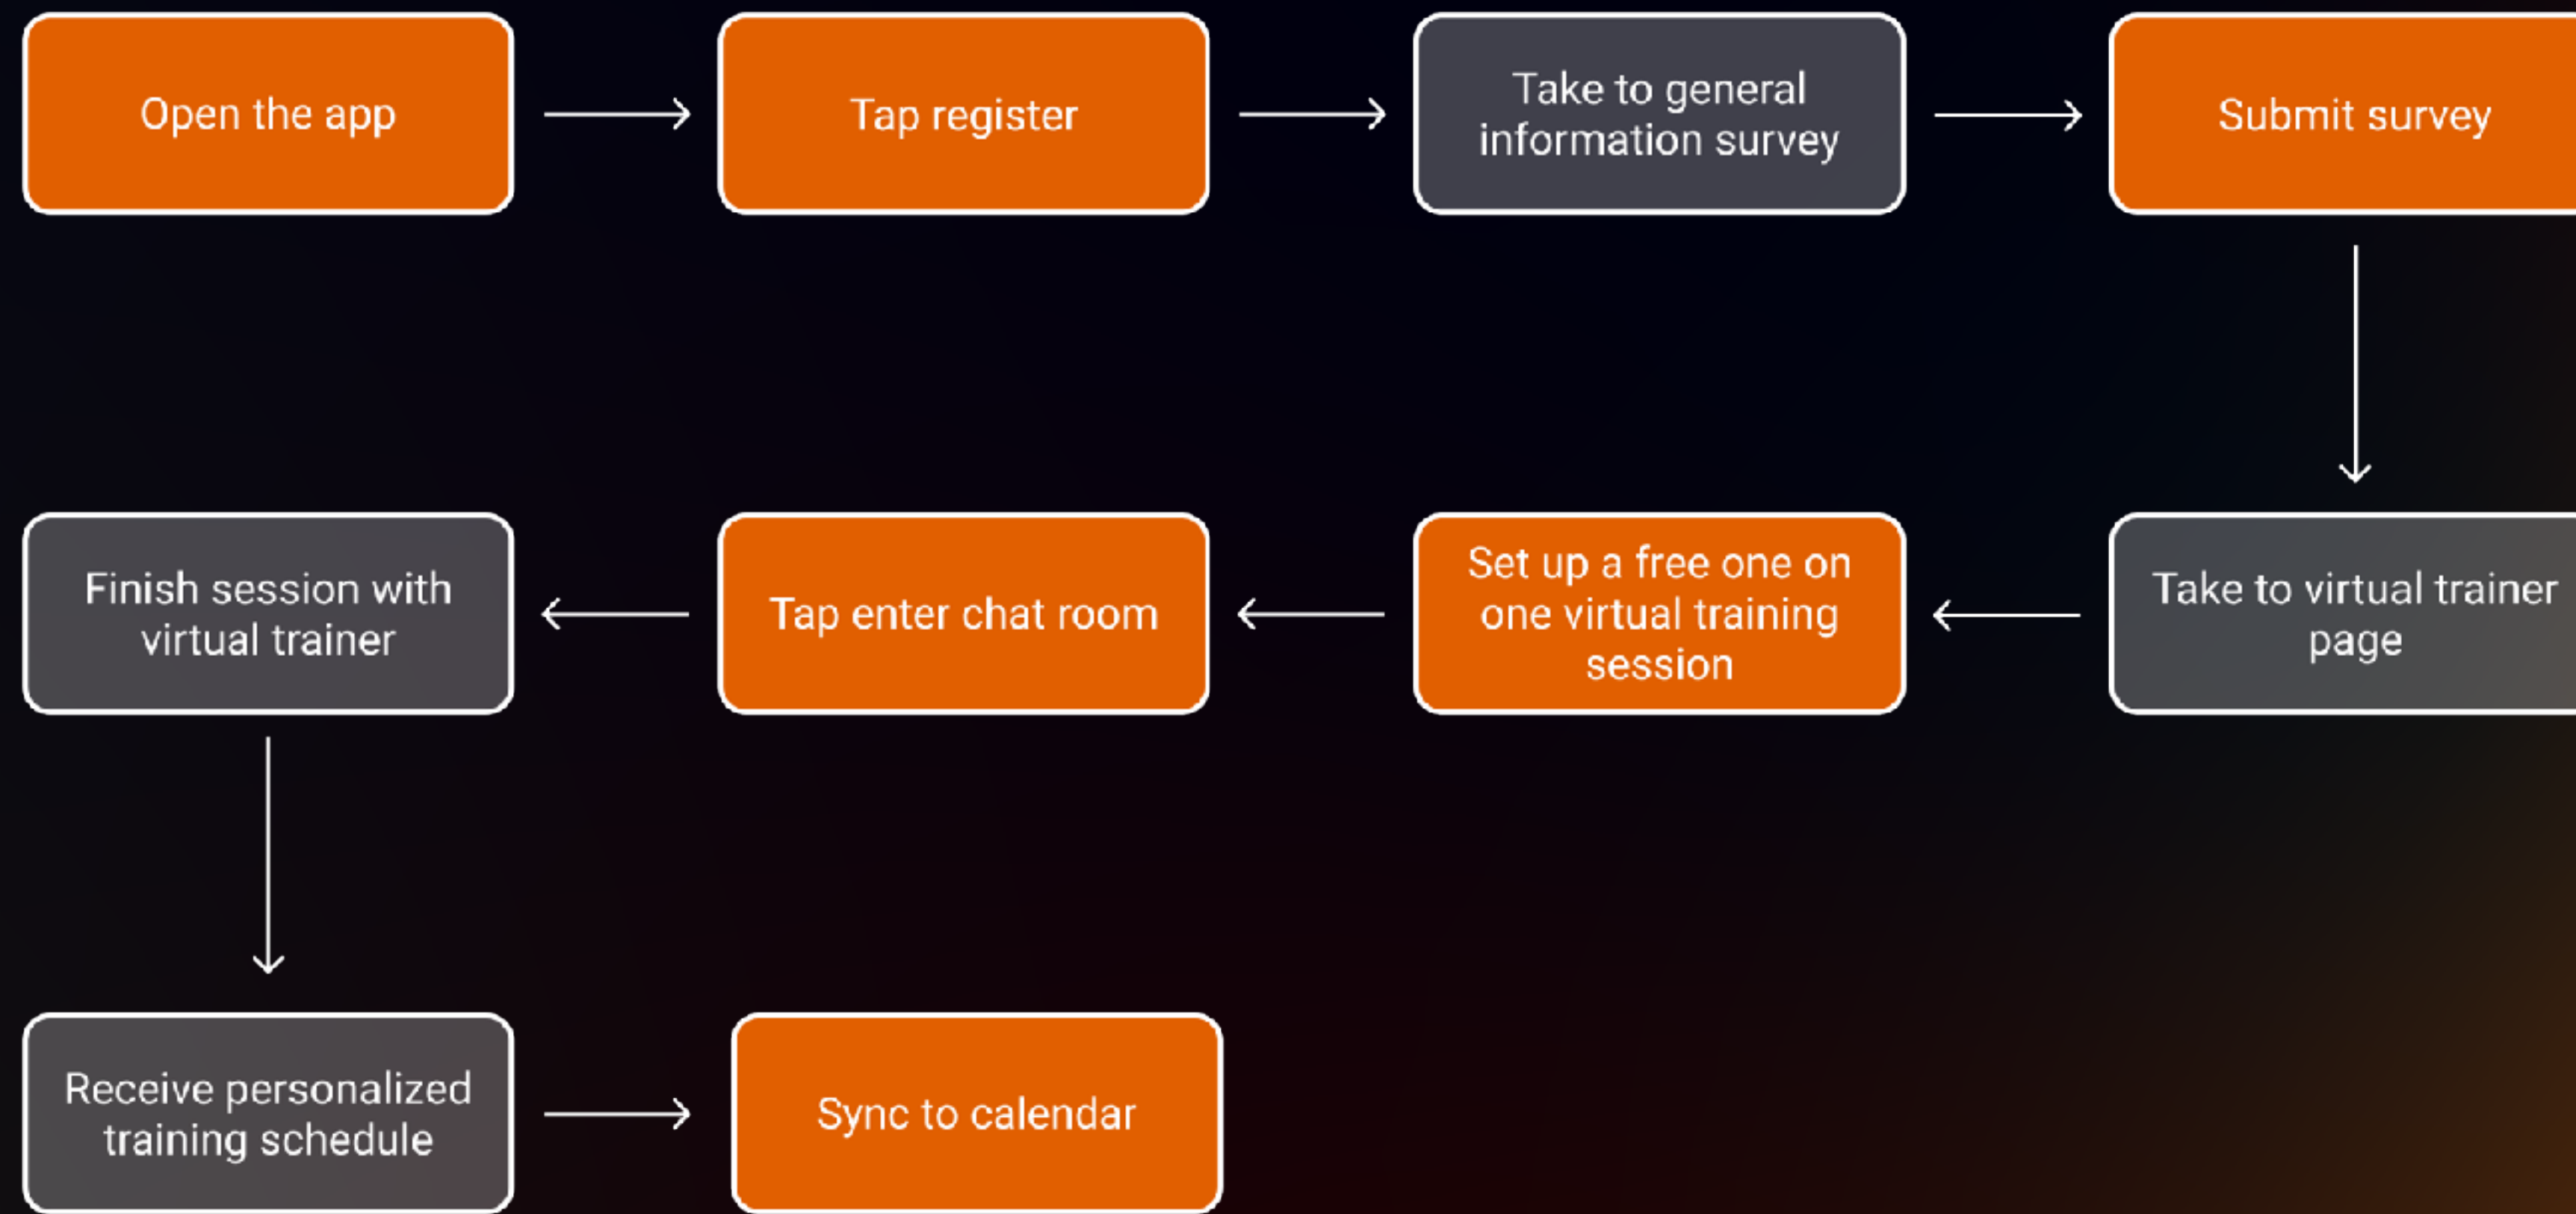 Open the app
Tap register
Take to general
information survey
Submit survey
Finish session with
virtual trainer
Tap enter chat room
Set up a free one on
one virtual training
session
Take to virtual trainer
page
Receive personalized
training schedule
Sync to calendar